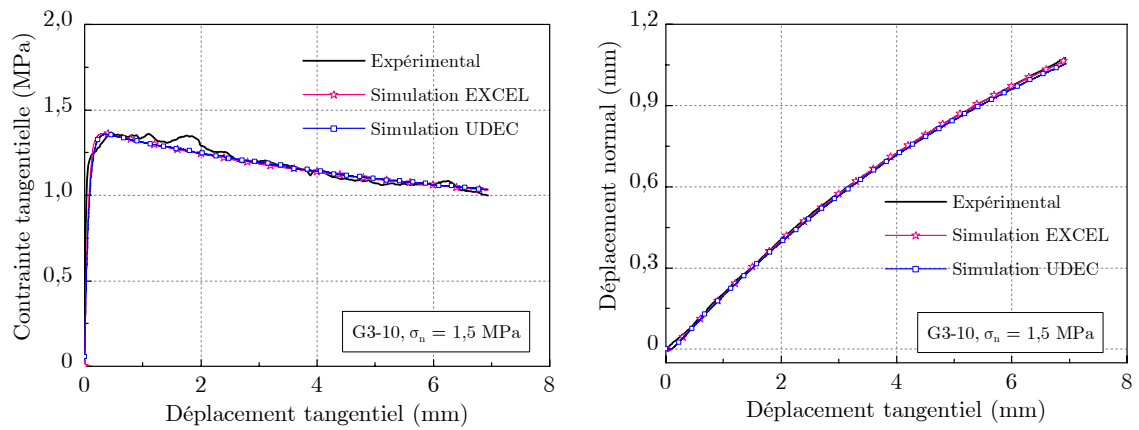 2,0
1,5
1,0
0,5
0
0
2
4
6
8
Contrainte tangentielle (MPa)
Déplacement tangentiel (mm)
Expérimental
Simulation EXCEL
Simulation UDEC
G3-10, σn = 1,5 MPa
1,2
0,9
0,6
0,3
0
0
2
4
6
8
Déplacement normal (mm)
Déplacement tangentiel (mm)
Expérimental
Simulation EXCEL
Simulation UDEC
G3-10, σn = 1,5 MPa